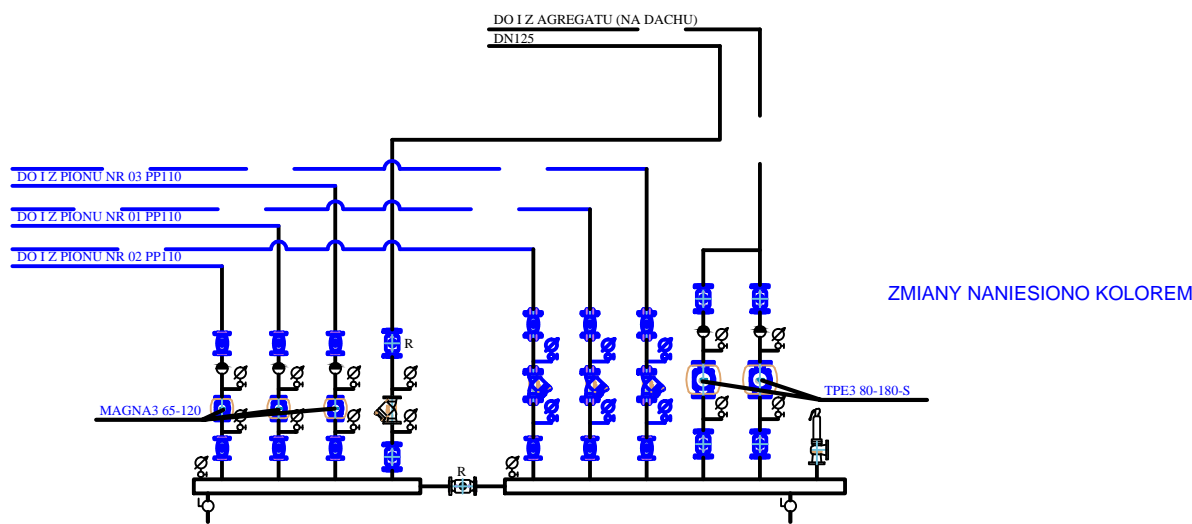 DO I Z AGREGATU (NA DACHU)
DN125
DO I Z PIONU NR 03 PP110
DO I Z PIONU NR 01 PP110
DO I Z PIONU NR 02 PP110
ZMIANY NANIESIONO KOLOREM
R
TPE3 80-180-S
MAGNA3 65-120
R